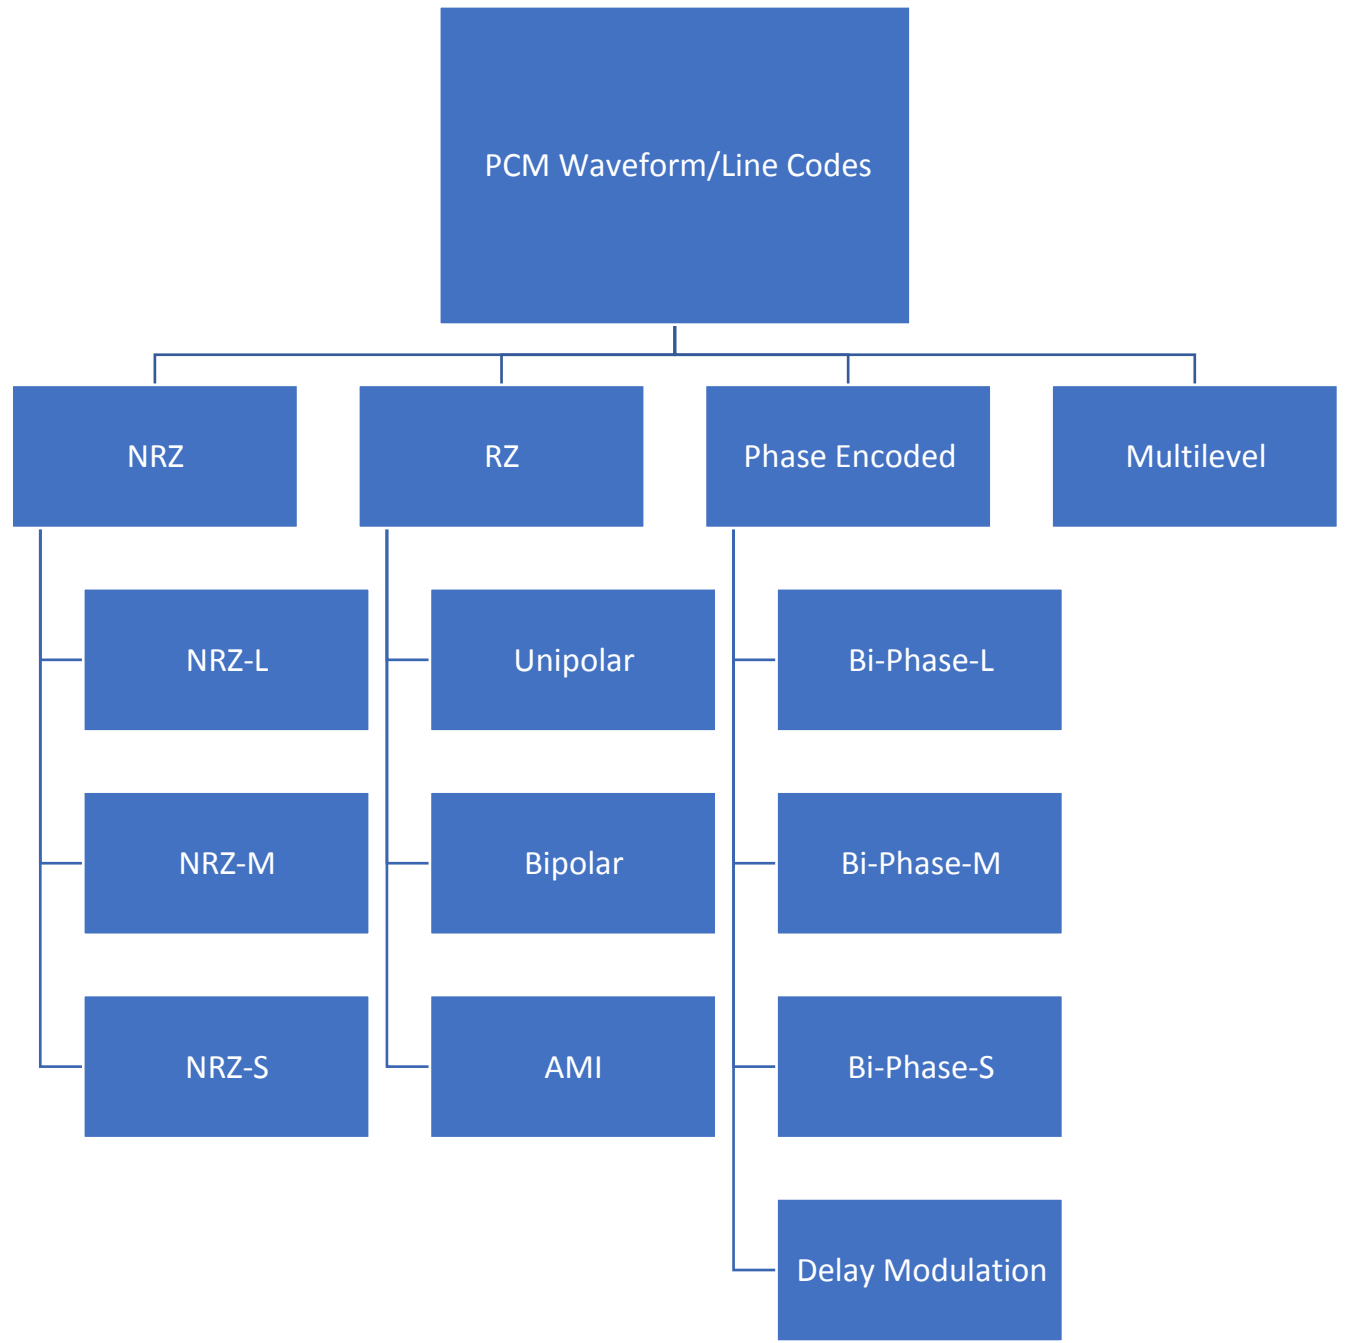 PCM Waveform/Line Codes
NRZ
RZ
Phase Encoded
Multilevel
NRZ-L
Unipolar
Bi-Phase-L
NRZ-M
Bipolar
Bi-Phase-M
NRZ-S
AMI
Bi-Phase-S
Delay Modulation